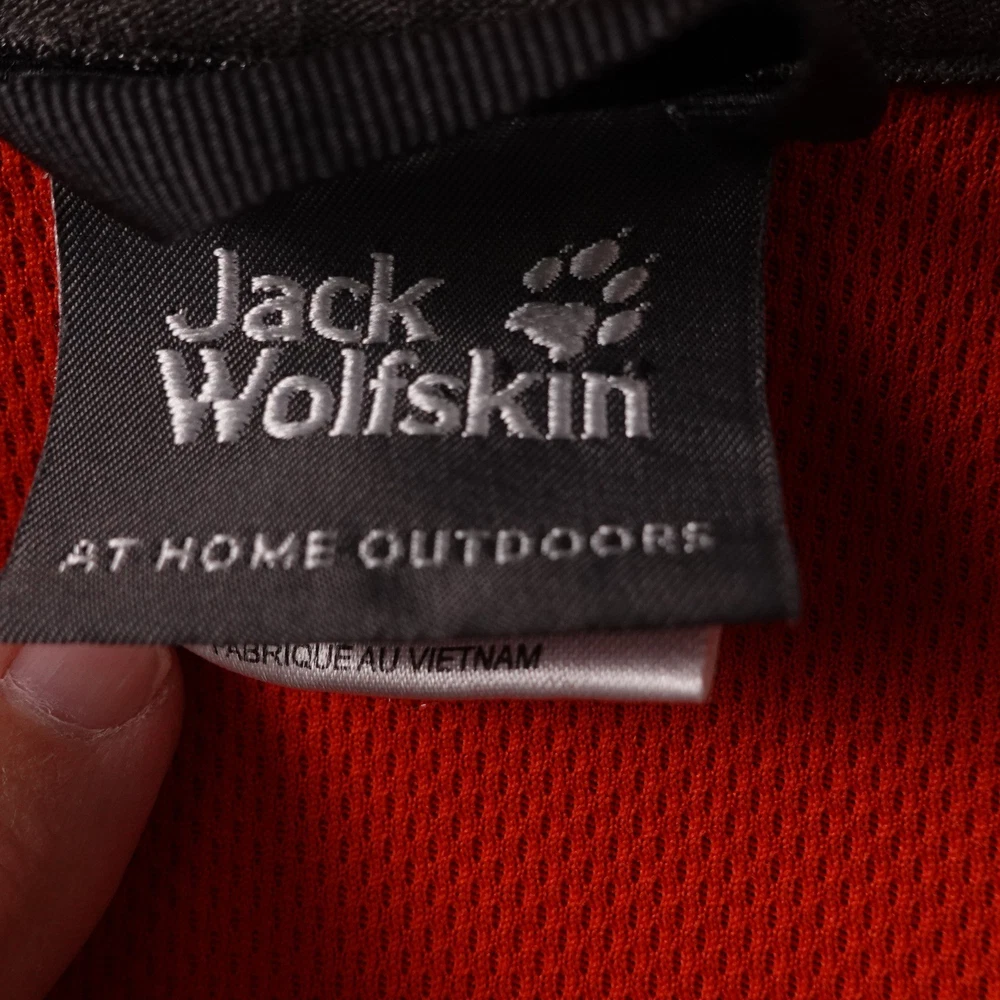 Jack
Wolfskin
AT HOME OUTDOORS
FABRIQUE AU VIETNAM